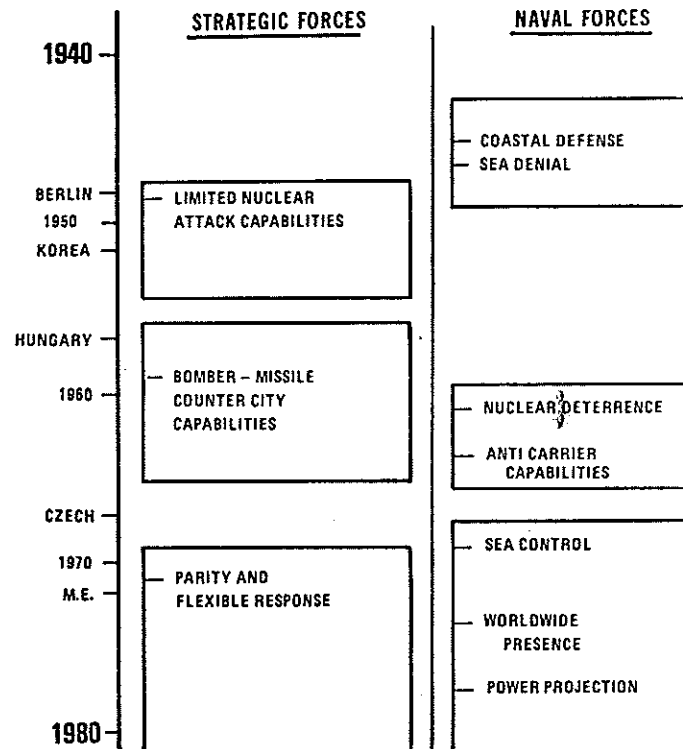 STRATEGIC FORCES
NAVAL FORCES
1940
COASTAL DEFENSE
SEA DENIAL
BERLIN
LIMITED NUCLEAR
ATTACK CAPABILITIES
1950
KOREA
HUNGARY
BOMBER – MISSILE
COUNTER CITY
CAPABILITIES
1960
NUCLEAR DETERRENCE
ANTI CARRIER
CAPABILITIES
CZECH
SEA CONTROL
1970
PARITY AND
FLEXIBLE RESPONSE
M.E.
WORLDWIDE
PRESENCE
POWER PROJECTION
1980